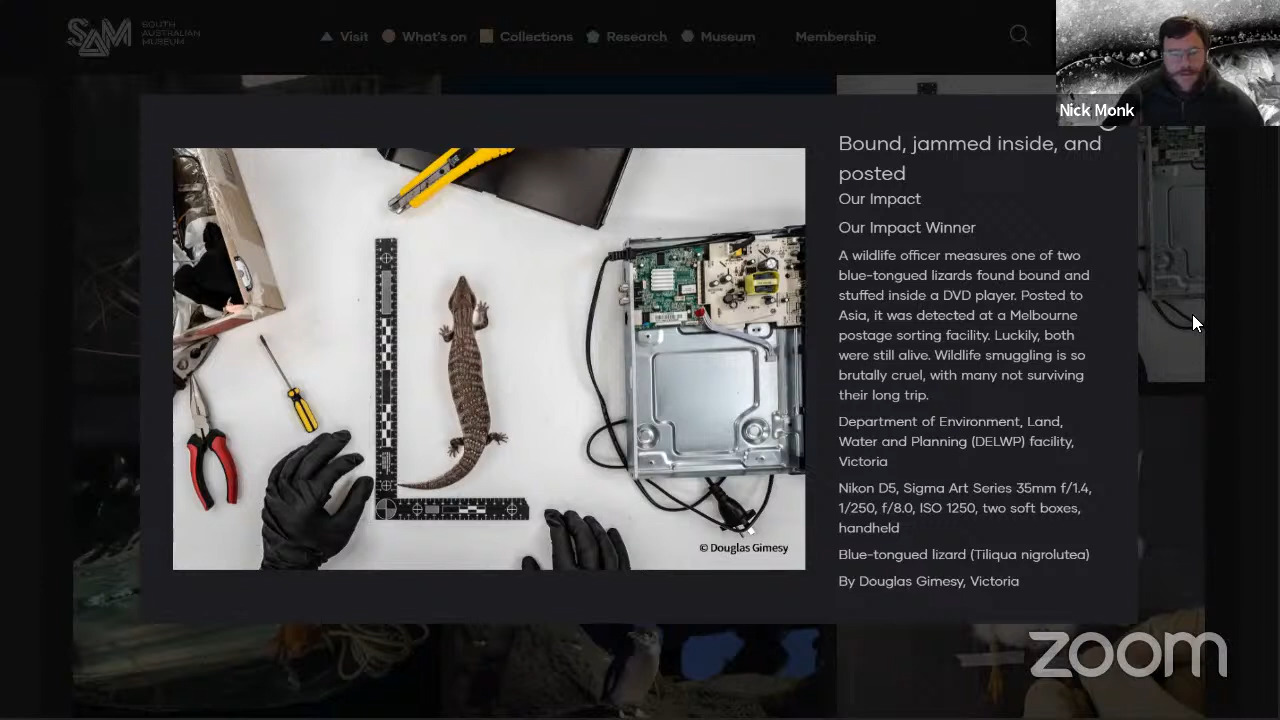 SAM
SOUTH
AUSTRALIAN
MUSEUM
Visit
What's on
Collections
Research
Museum
Membership
Nick Monk
Bound, jammed inside, and
posted
Our Impact
Our Impact Winner
A wildlife officer measures one of two
blue-tongued lizards found bound and
stuffed inside a DVD player. Posted to
Asia, it was detected at a Melbourne
postage sorting facility. Luckily, both
were still alive. Wildlife smuggling is so
brutally cruel, with many not surviving
their long trip.
Department of Environment, Land,
Water and Planning (DELWP) facility,
Victoria
Nikon D5, Sigma Art Series 35mm f/1.4,
1/250, f/8.0, ISO 1250, two soft boxes,
handheld
Blue-tongued lizard (Tiliqua nigrolutea)
By Douglas Gimesy, Victoria
© Douglas Gimesy
zoom